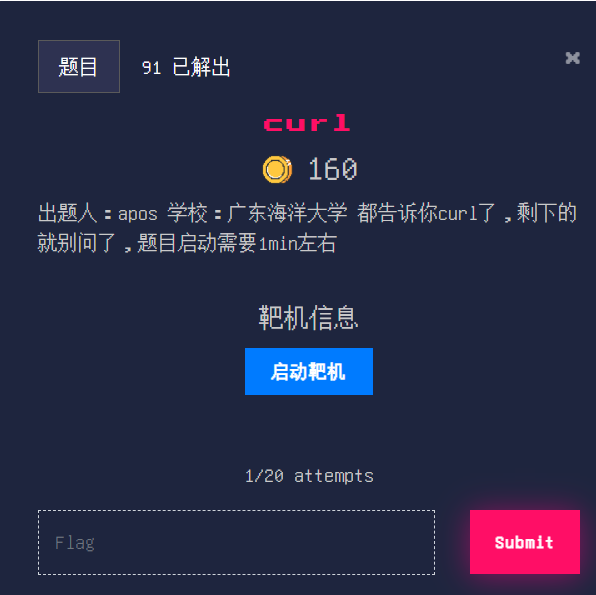 题目 91 已解出 ×
curl
160
出题人：apos 学校：广东海洋大学 都告诉你curl了，剩下的
就别问了，题目启动需要1min左右
靶机信息
启动靶机
1/20 attempts
Flag Submit